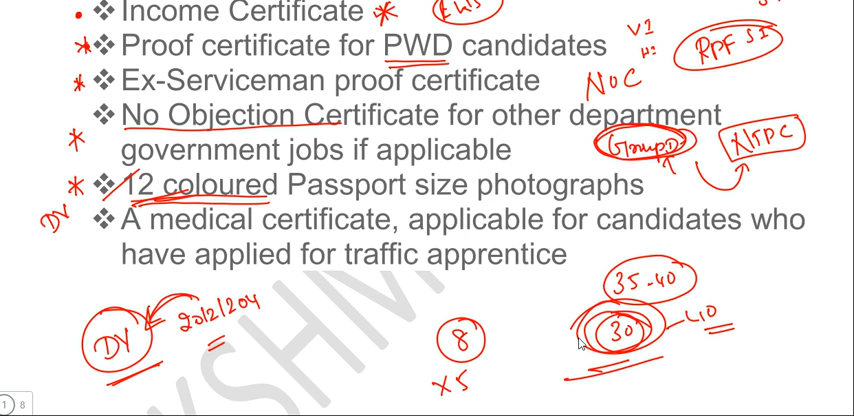 ❖ Income Certificate *
EWS
❖ Proof certificate for PWD candidates
V1
RPF SI
❖ Ex-Serviceman proof certificate
NOC
❖ No Objection Certificate for other department
government jobs if applicable
Group D
❖ 12 coloured Passport size photographs
DV
❖ A medical certificate, applicable for candidates who
have applied for traffic apprentice
35-40
DV
8
30
x5
1 8